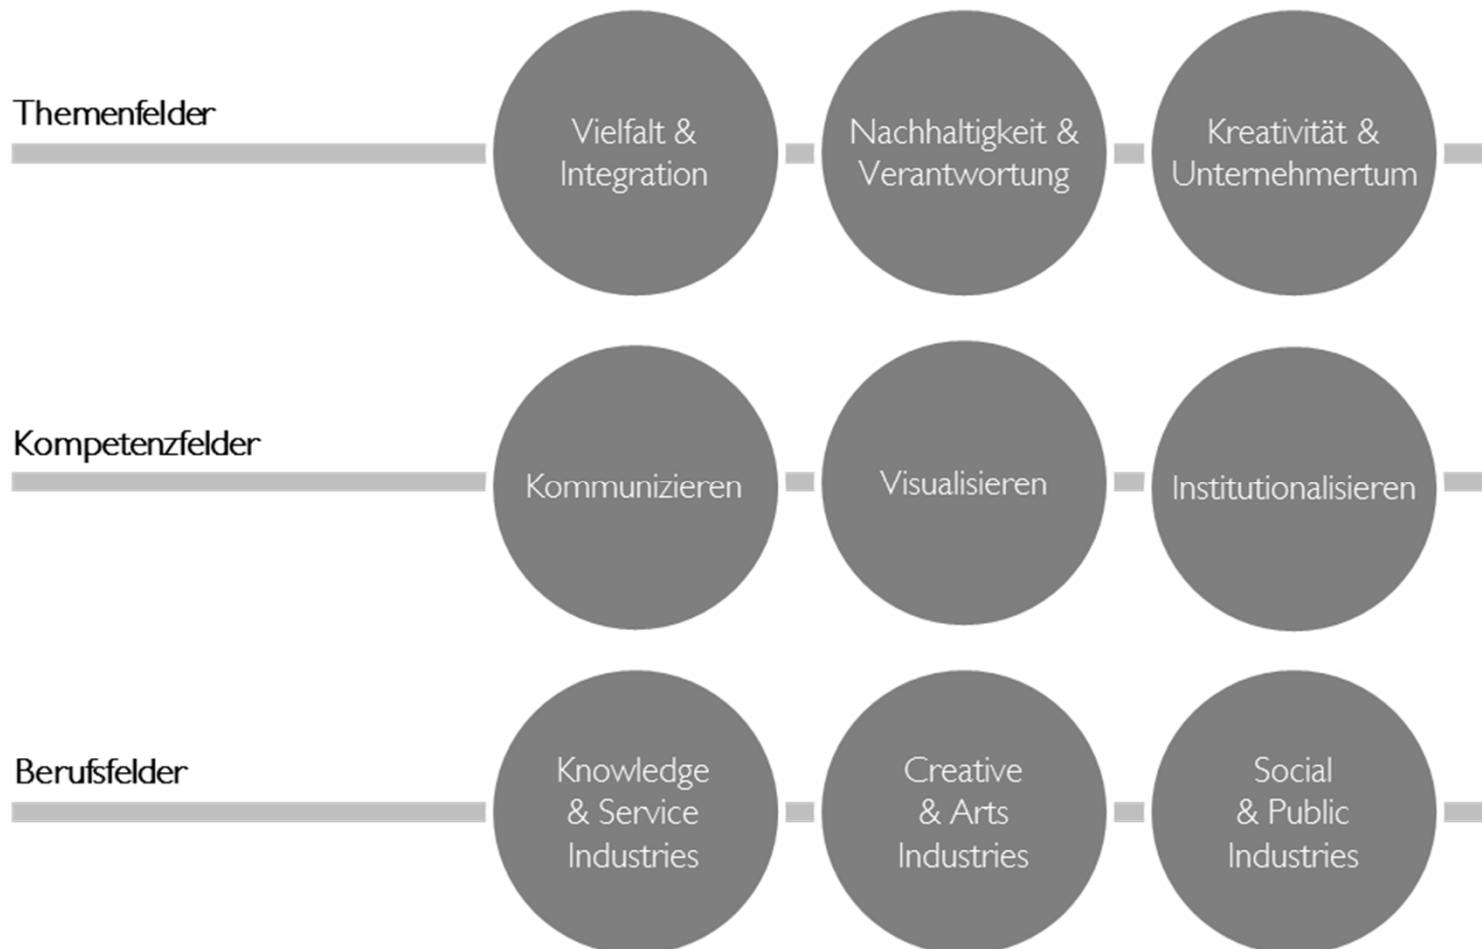 Themenfelder
Vielfalt &
Integration
Nachhaltigkeit &
Verantwortung
Kreativität &
Unternehmertum
Kompetenzfelder
Kommunizieren
Visualisieren
Institutionalisieren
Berufsfelder
Knowledge
& Service
Industries
Creative
& Arts
Industries
Social
& Public
Industries